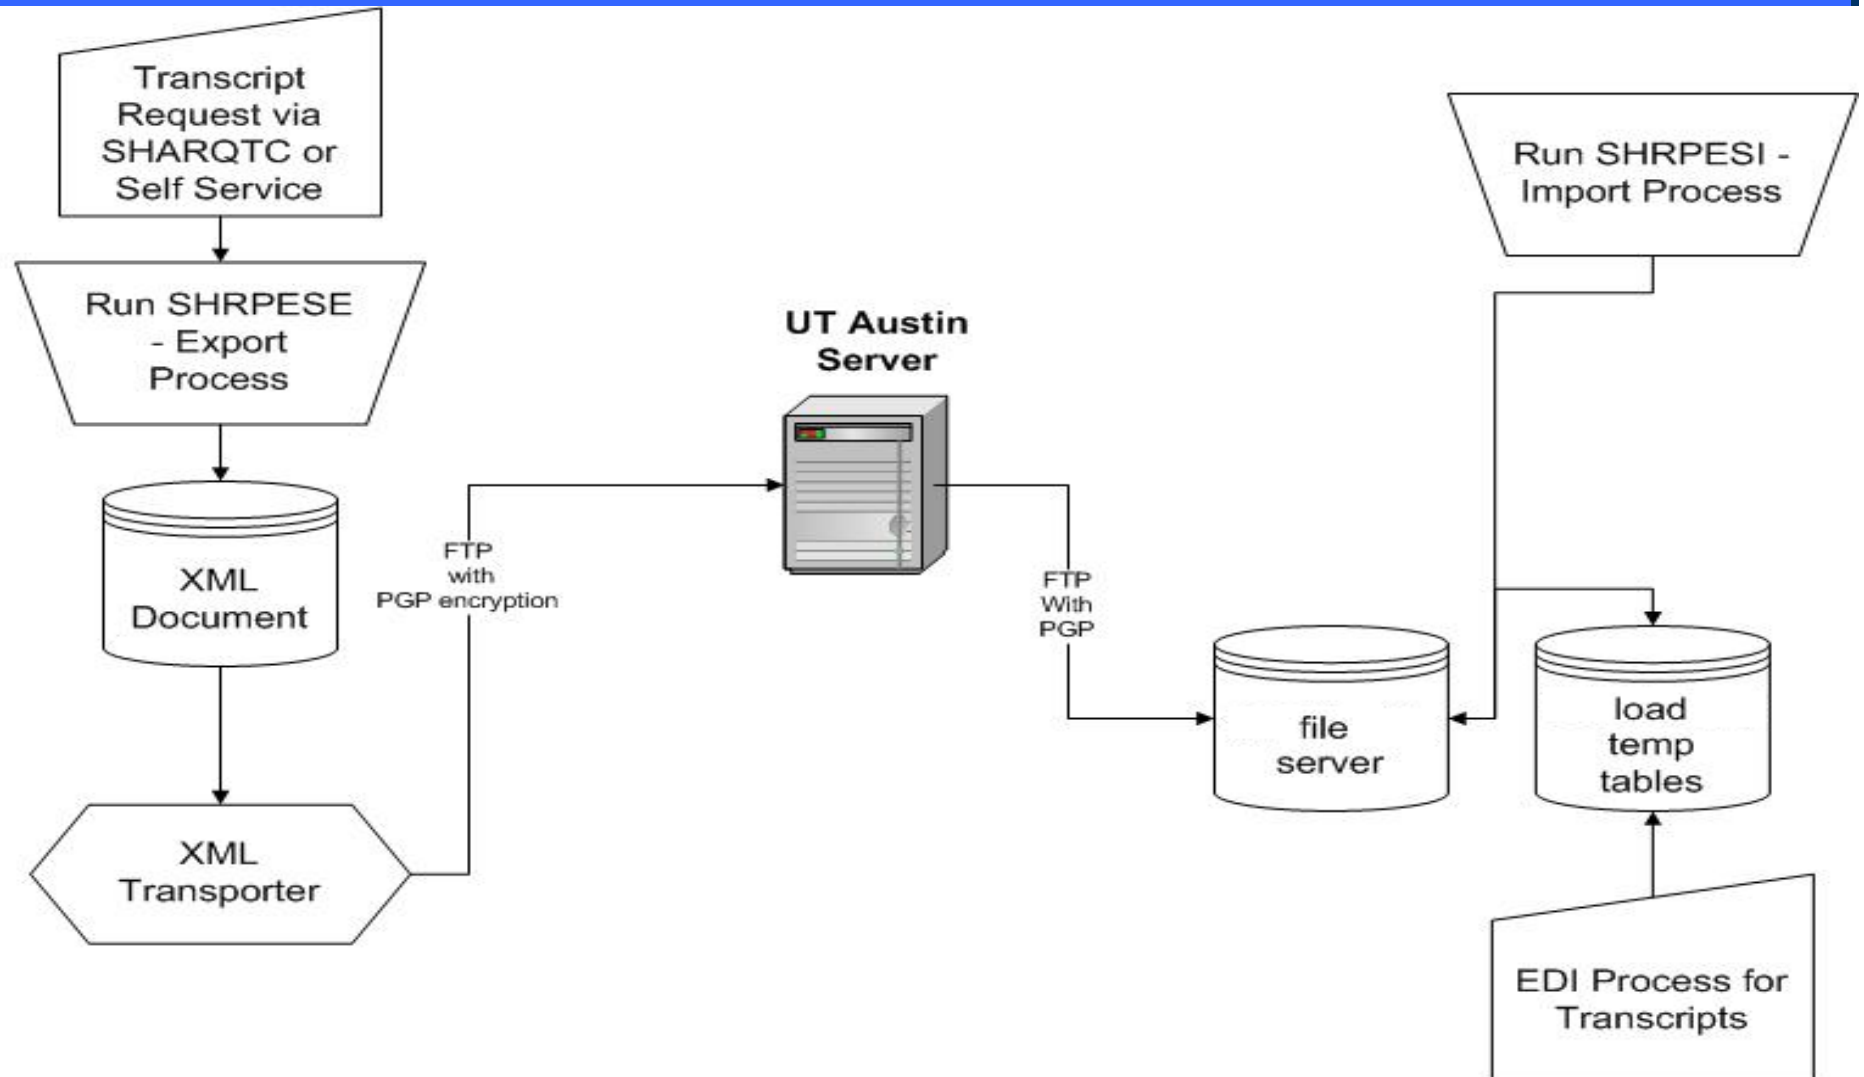 Transcript
Request via
SHARQTC or
Self Service
Run SHRPESE
- Export
Process
XML
Document
XML
Transporter
FTP
with
PGP encryption
UT Austin
Server
FTP
With
PGP
file
server
Run SHRPESI -
Import Process
load
temp
tables
EDI Process for
Transcripts